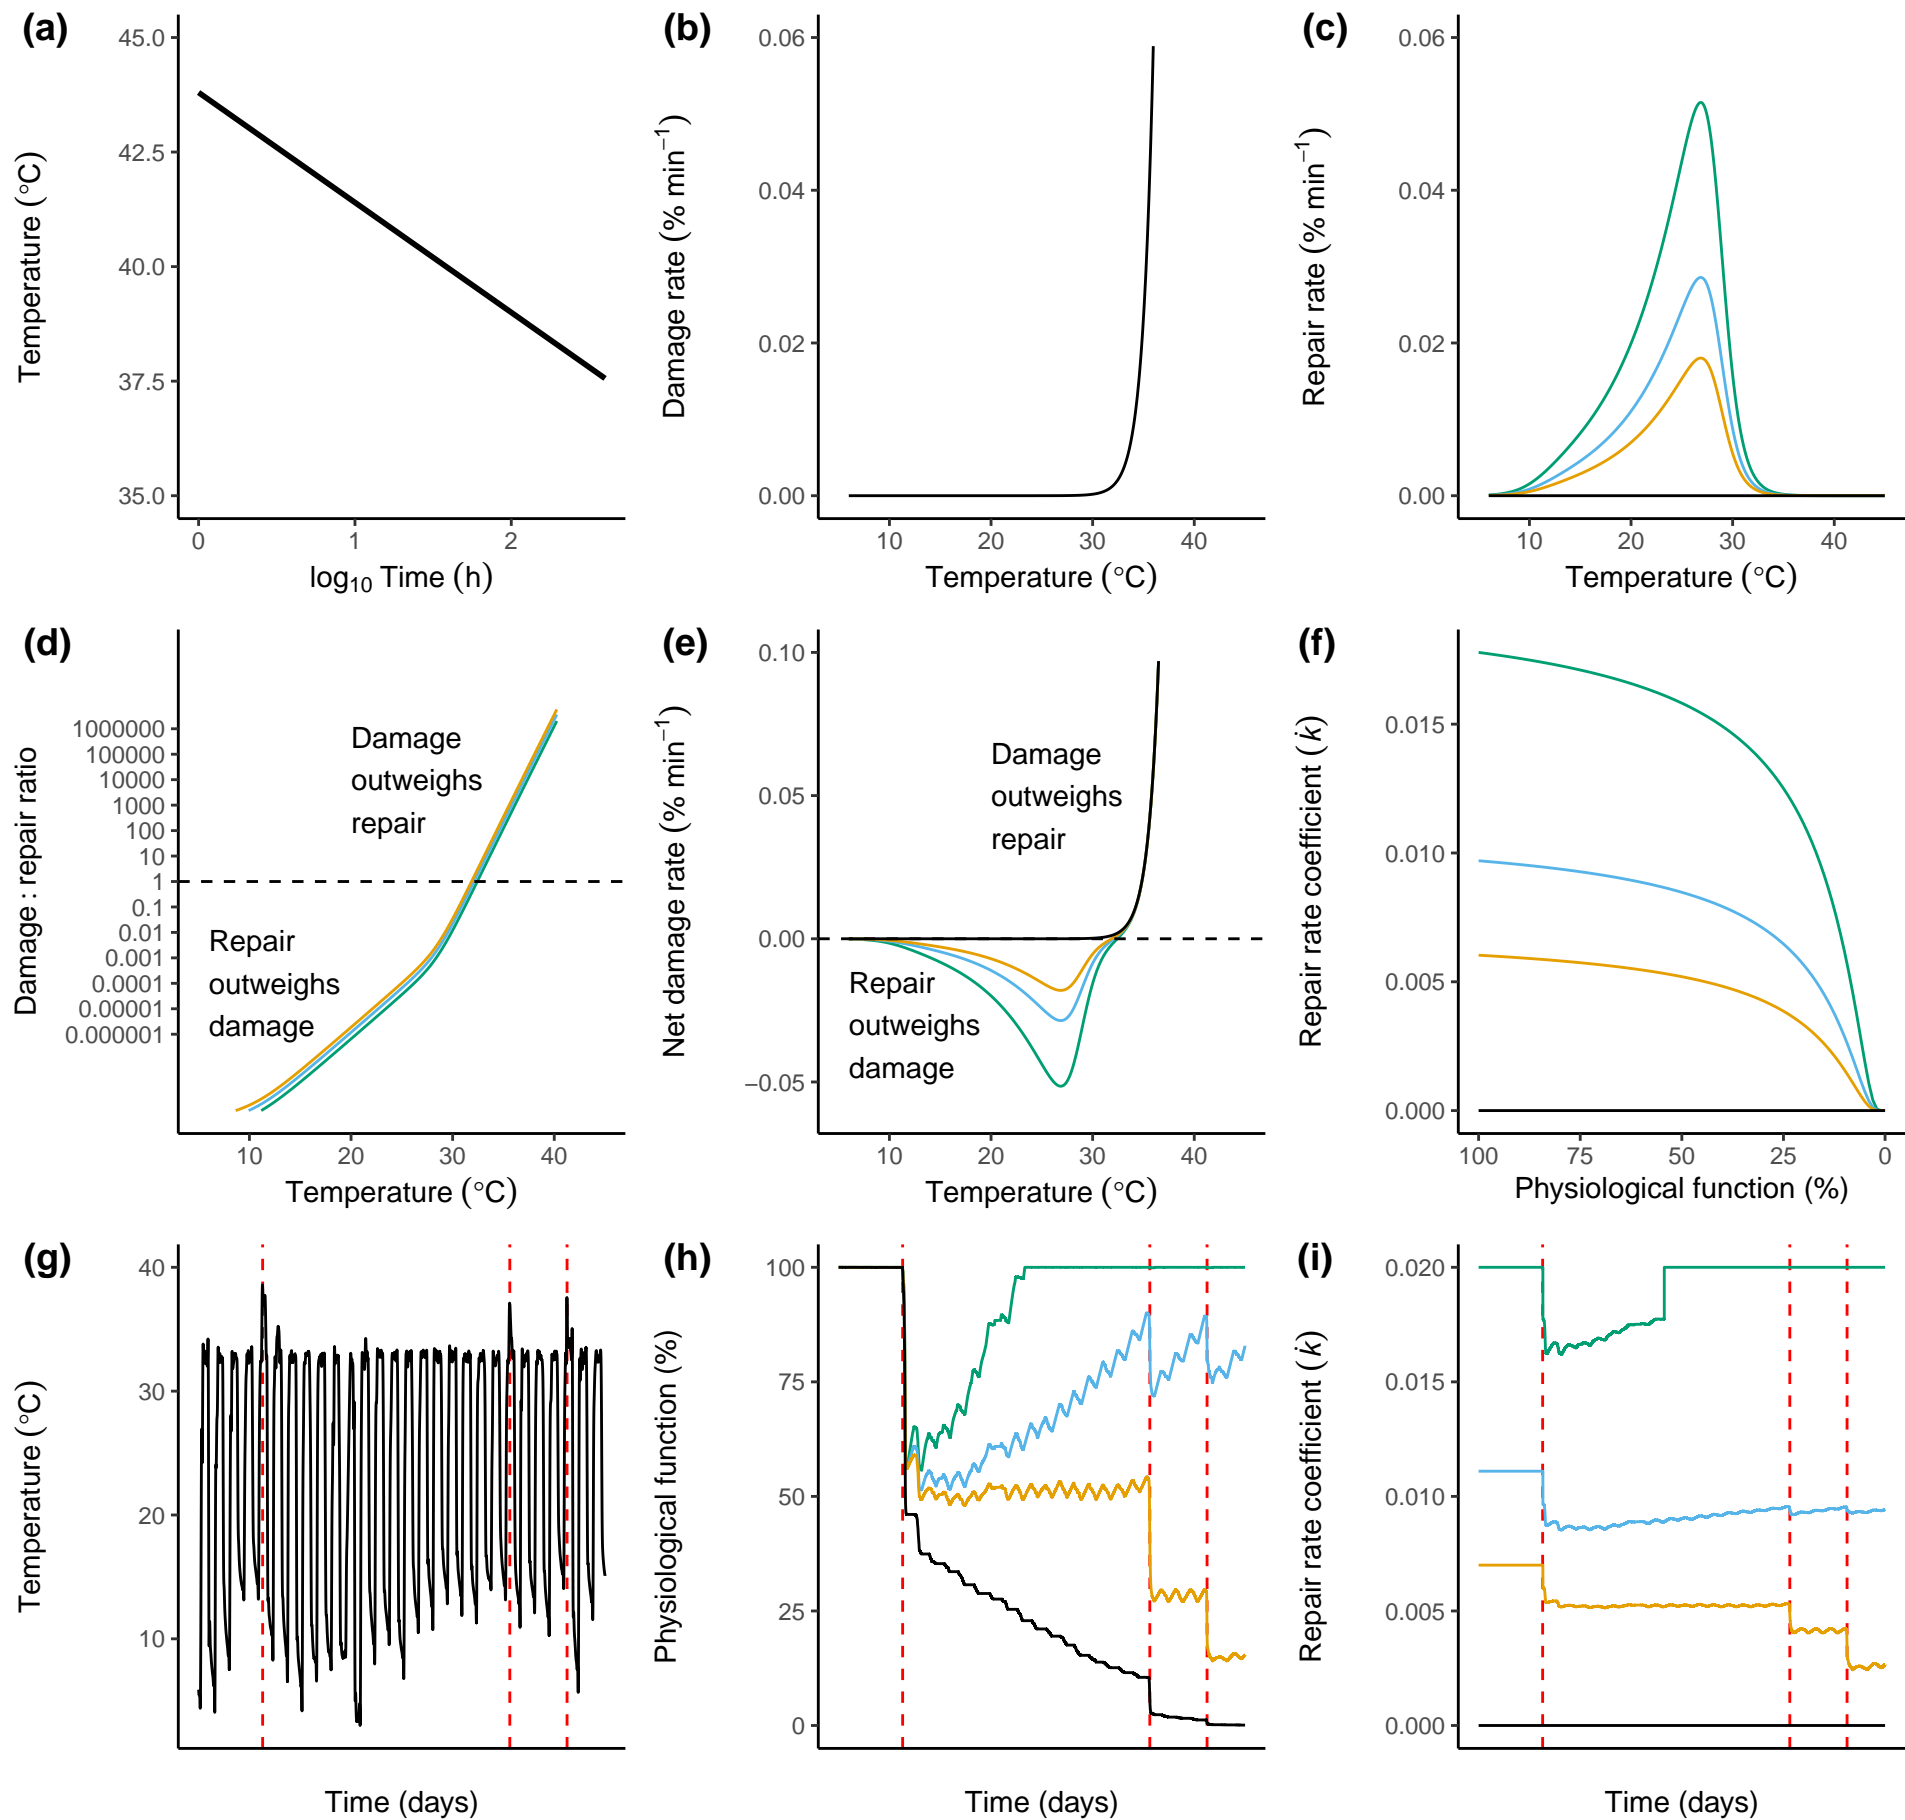 (a)
45.0
42.5
40.0
37.5
35.0
Temperature (°C)
0 1 2
log₁₀ Time (h)
(b)
0.06
0.04
0.02
0.00
Damage rate (% min⁻¹)
10 20 30 40
Temperature (°C)
(c)
0.06
0.04
0.02
0.00
Repair rate (% min⁻¹)
10 20 30 40
Temperature (°C)
(d)
1000000
100000
10000
1000
100
10
1
0.1
0.01
0.001
0.0001
0.00001
0.000001
Damage : repair ratio
Damage
outweighs
repair
Repair
outweighs
damage
10 20 30 40
Temperature (°C)
(e)
0.10
0.05
0.00
−0.05
Net damage rate (% min⁻¹)
Damage
outweighs
repair
Repair
outweighs
damage
10 20 30 40
Temperature (°C)
(f)
0.015
0.010
0.005
0.000
Repair rate coefficient (k̇)
100 75 50 25 0
Physiological function (%)
(g)
40
30
20
10
Temperature (°C)
Time (days)
(h)
100
75
50
25
0
Physiological function (%)
Time (days)
(i)
0.020
0.015
0.010
0.005
0.000
Repair rate coefficient (k̇)
Time (days)